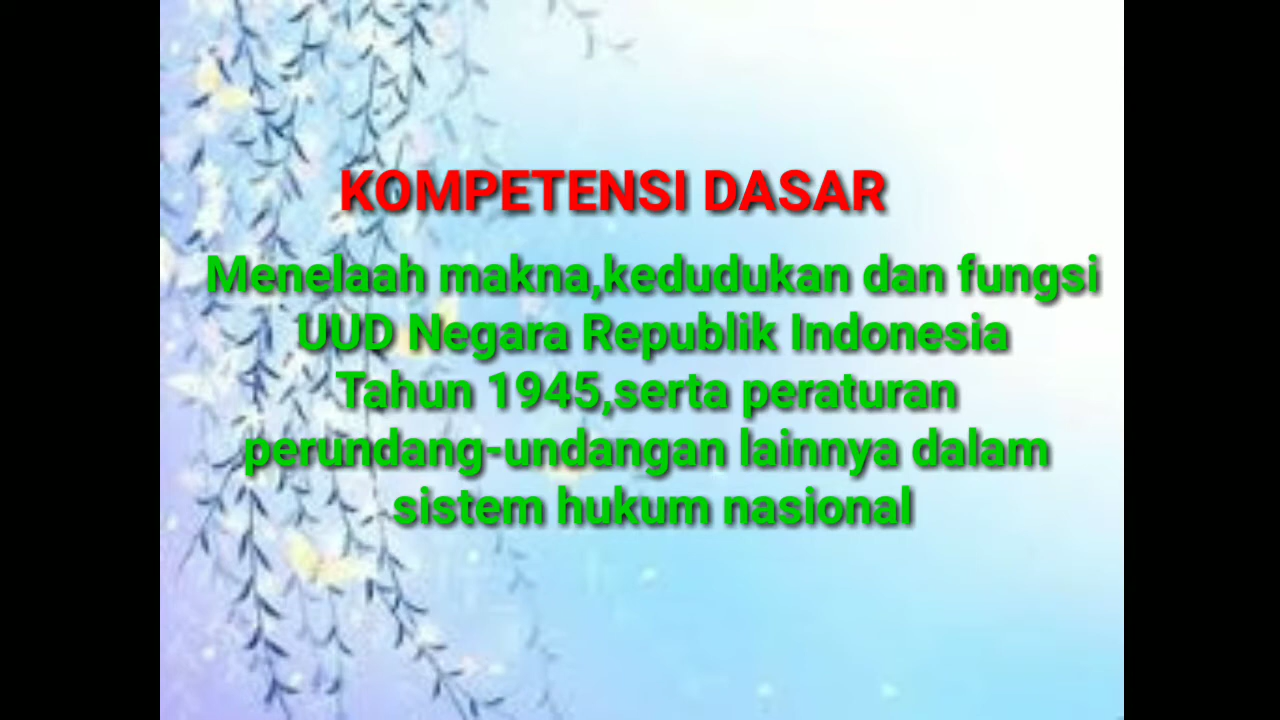 KOMPETENSI DASAR
Menelaah makna,kedudukan dan fungsi
UUD Negara Republik Indonesia
Tahun 1945,serta peraturan
perundang-undangan lainnya dalam
sistem hukum nasional